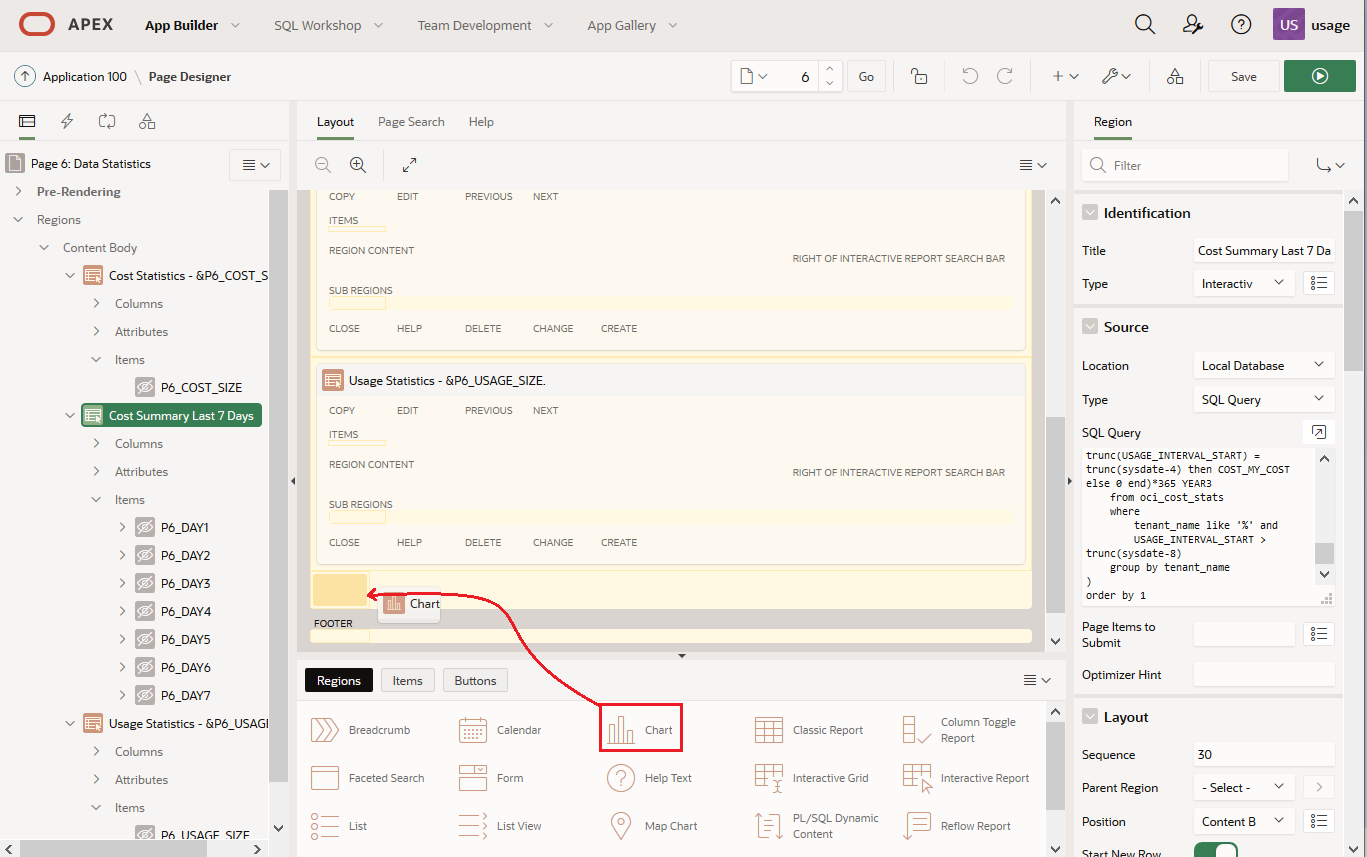 APEX
App Builder
SQL Workshop
Team Development
App Gallery
US
usage
Application 100 \ Page Designer
6
Go
Save
Page 6: Data Statistics
Pre-Rendering
Regions
Content Body
Cost Statistics - &P6_COST_S
Columns
Attributes
Items
P6_COST_SIZE
Cost Summary Last 7 Days
Columns
Attributes
Items
P6_DAY1
P6_DAY2
P6_DAY3
P6_DAY4
P6_DAY5
P6_DAY6
P6_DAY7
Usage Statistics - &P6_USAGE
Columns
Attributes
Items
P6_USAGE_SIZE
Layout
Page Search
Help
COPY EDIT PREVIOUS NEXT
ITEMS
REGION CONTENT
RIGHT OF INTERACTIVE REPORT SEARCH BAR
SUB REGIONS
CLOSE HELP DELETE CHANGE CREATE
Usage Statistics - &P6_USAGE_SIZE.
COPY EDIT PREVIOUS NEXT
ITEMS
REGION CONTENT
RIGHT OF INTERACTIVE REPORT SEARCH BAR
SUB REGIONS
CLOSE HELP DELETE CHANGE CREATE
Chart
FOOTER
Regions
Items
Buttons
Breadcrumb
Calendar
Chart
Classic Report
Column Toggle
Report
Faceted Search
Form
Help Text
Interactive Grid
Interactive Report
List
List View
Map Chart
PL/SQL Dynamic
Content
Reflow Report
Region
Filter
Identification
Title
Cost Summary Last 7 Da
Type
Interactiv
Source
Location
Local Database
Type
SQL Query
SQL Query
trunc(USAGE_INTERVAL_START) =
trunc(sysdate-4) then COST_MY_COST
else 0 end)*365 YEAR3
from oci_cost_stats
where
tenant_name like '%' and
USAGE_INTERVAL_START >
trunc(sysdate-8)
group by tenant_name
)
order by 1
Page Items to
Submit
Optimizer Hint
Layout
Sequence
30
Parent Region
- Select -
Position
Content B
Start New Row